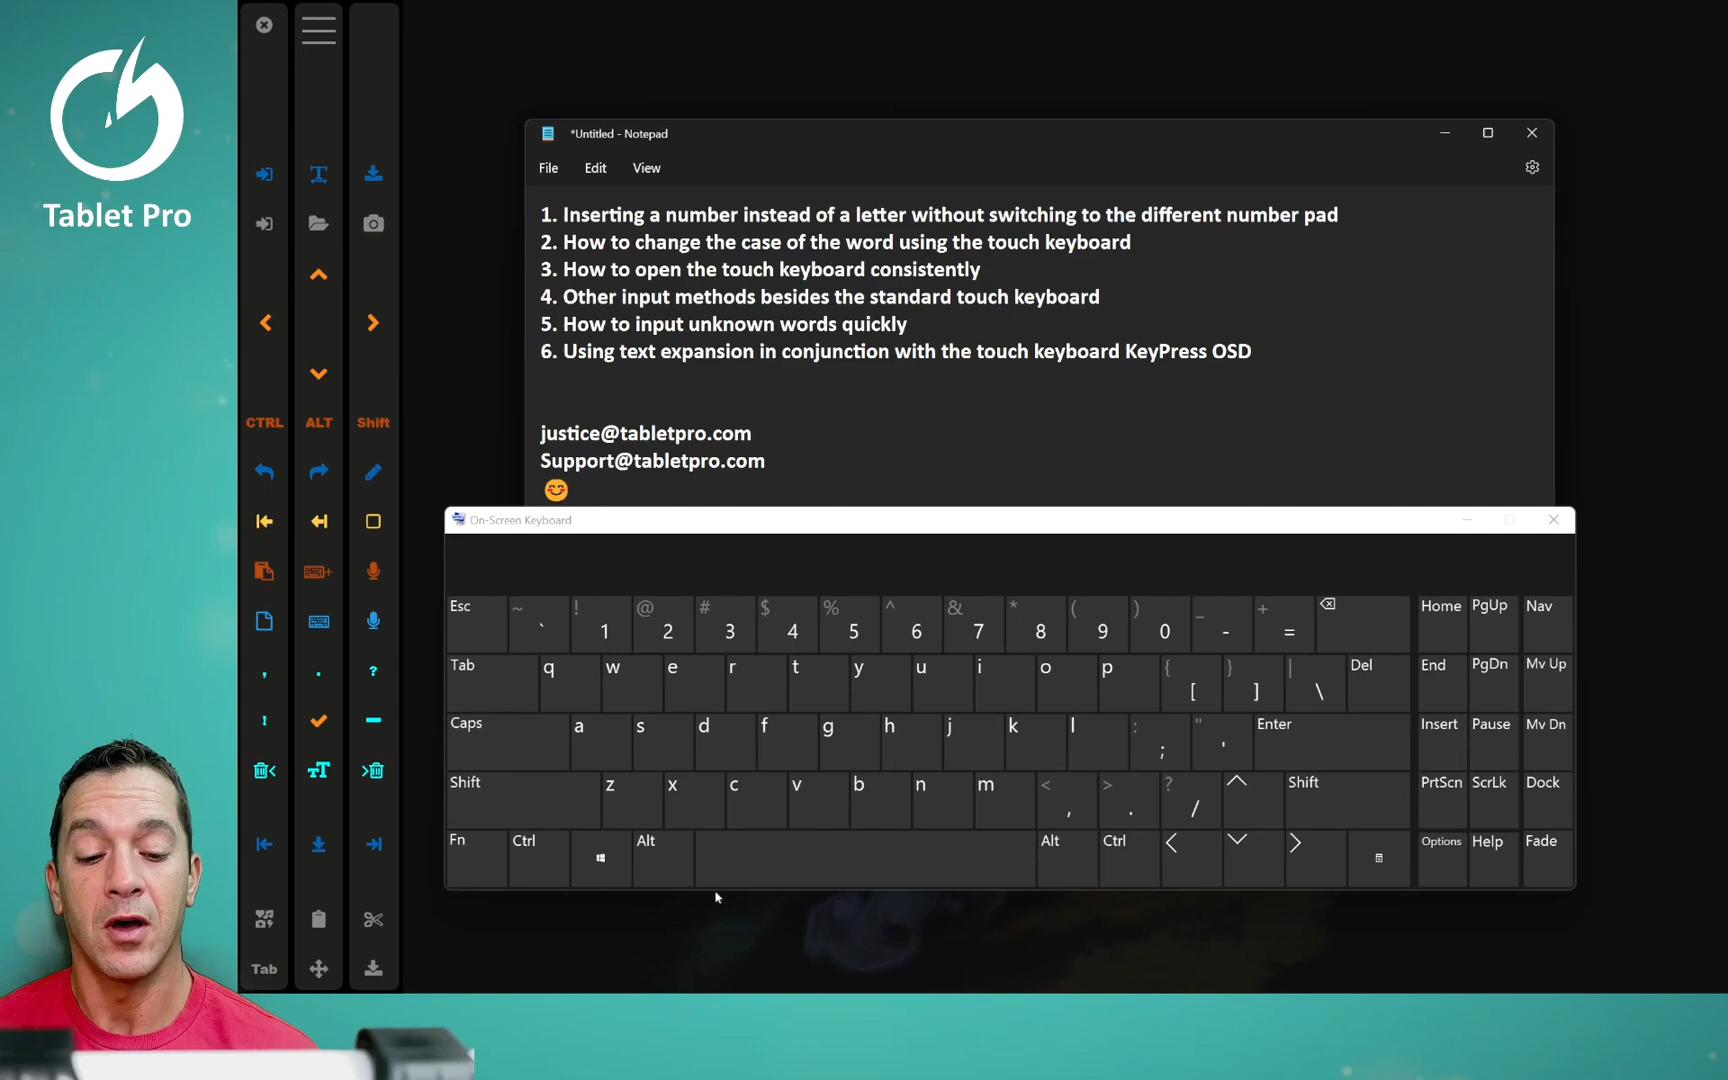 Tablet Pro
*Untitled - Notepad
File Edit View
1. Inserting a number instead of a letter without switching to the different number pad
2. How to change the case of the word using the touch keyboard
3. How to open the touch keyboard consistently
4. Other input methods besides the standard touch keyboard
5. How to input unknown words quickly
6. Using text expansion in conjunction with the touch keyboard KeyPress OSD
justice@tabletpro.com
Support@tabletpro.com
CTRL ALT Shift
, . ?
!
Tab
On-Screen Keyboard
Esc ~ ` ! 1 @ 2 # 3 $ 4 % 5 ^ 6 & 7 * 8 ( 9 ) 0 _ - + = Home PgUp Nav
Tab q w e r t y u i o p { [ } ] | \ Del End PgDn Mv Up
Caps a s d f g h j k l : ; " ' Enter Insert Pause Mv Dn
Shift z x c v b n m < , > . ? / Shift PrtScn ScrLk Dock
Fn Ctrl Alt Alt Ctrl Options Help Fade